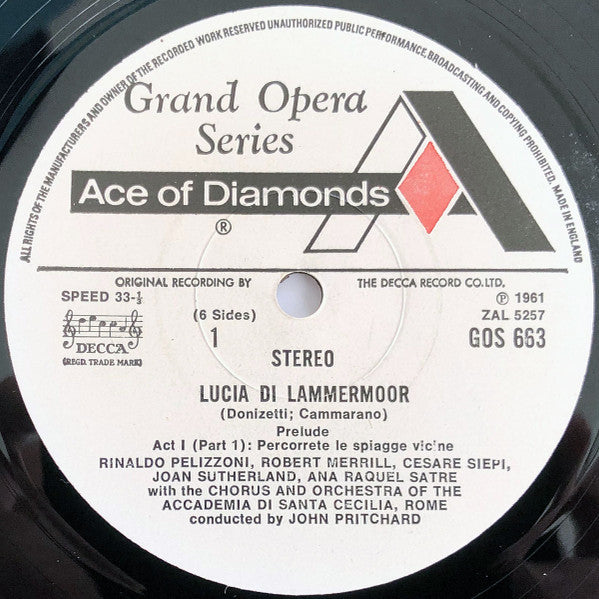 ALL RIGHTS OF THE MANUFACTURERS AND OWNER OF THE RECORDED WORK RESERVED UNAUTHORIZED PUBLIC PERFORMANCE, BROADCASTING AND COPYING PROHIBITED. MADE IN ENGLAND
Grand Opera
Series
Ace of Diamonds
®
ORIGINAL RECORDING BY THE DECCA RECORD CO. LTD.
SPEED 33-⅓
℗ 1961
(6 Sides)
ZAL 5257
1
GOS 663
STEREO
DECCA
(REGD. TRADE MARK)
LUCIA DI LAMMERMOOR
(Donizetti; Cammarano)
Prelude
Act I (Part 1): Percorrete le spiagge vicine
RINALDO PELIZZONI, ROBERT MERRILL, CESARE SIEPI,
JOAN SUTHERLAND, ANA RAQUEL SATRE
with the CHORUS AND ORCHESTRA OF THE
ACCADEMIA DI SANTA CECILIA, ROME
conducted by JOHN PRITCHARD